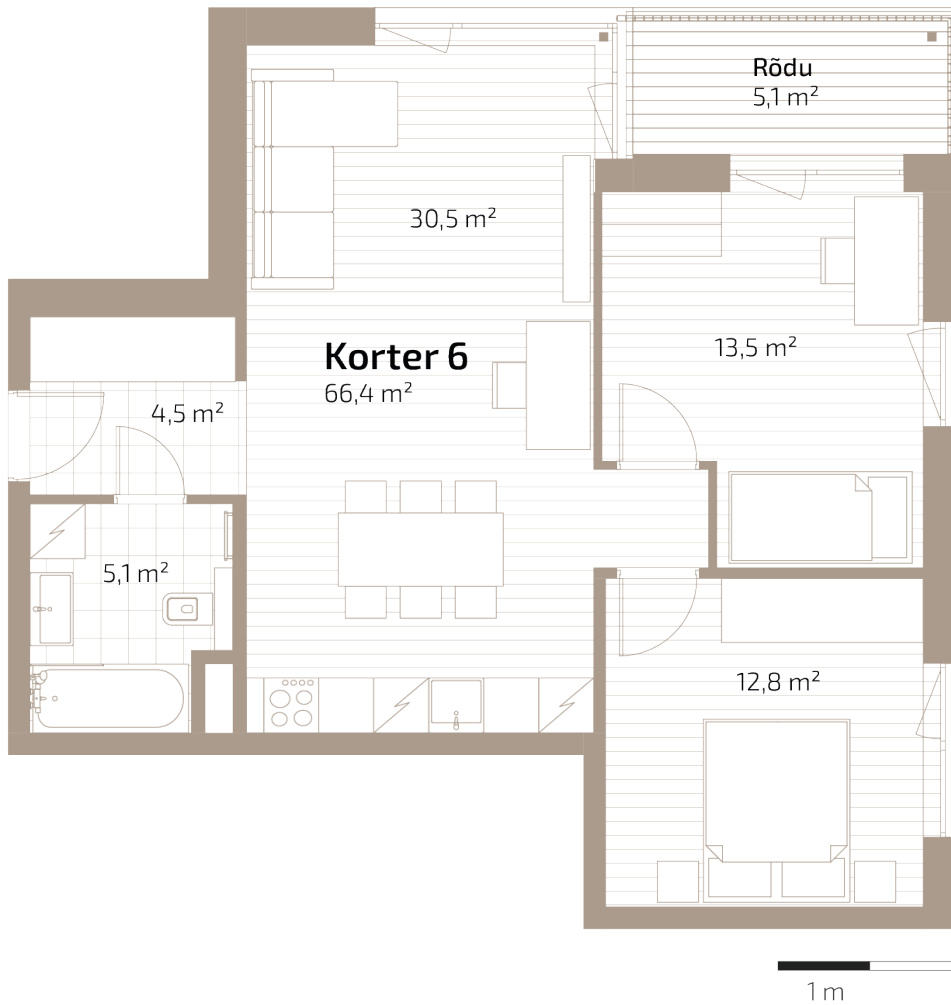 Rõdu
5,1 m²
30,5 m²
Korter 6
66,4 m²
13,5 m²
4,5 m²
5,1 m²
12,8 m²
1 m